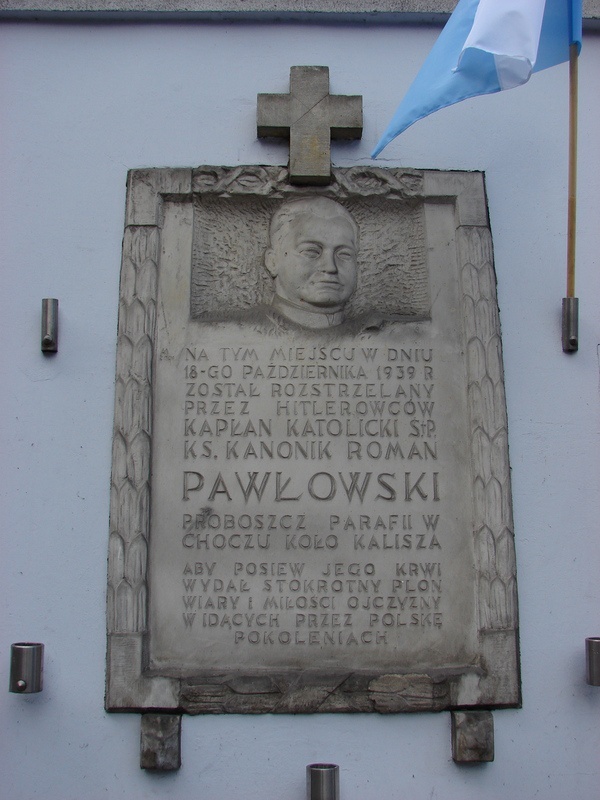 NA TYM MIEJSCU W DNIU
18-GO PAŹDZIERNIKA 1939 R
ZOSTAŁ ROZSTRZELANY
PRZEZ HITLEROWCÓW
KAPŁAN KATOLICKI Ś†P.
KS. KANONIK ROMAN
PAWŁOWSKI
PROBOSZCZ PARAFII W
CHOCZU KOŁO KALISZA
ABY POSIEW JEGO KRWI
WYDAŁ STOKROTNY PLON
WIARY I MIŁOŚCI OJCZYZNY
W IDĄCYCH PRZEZ POLSKĘ
POKOLENIACH